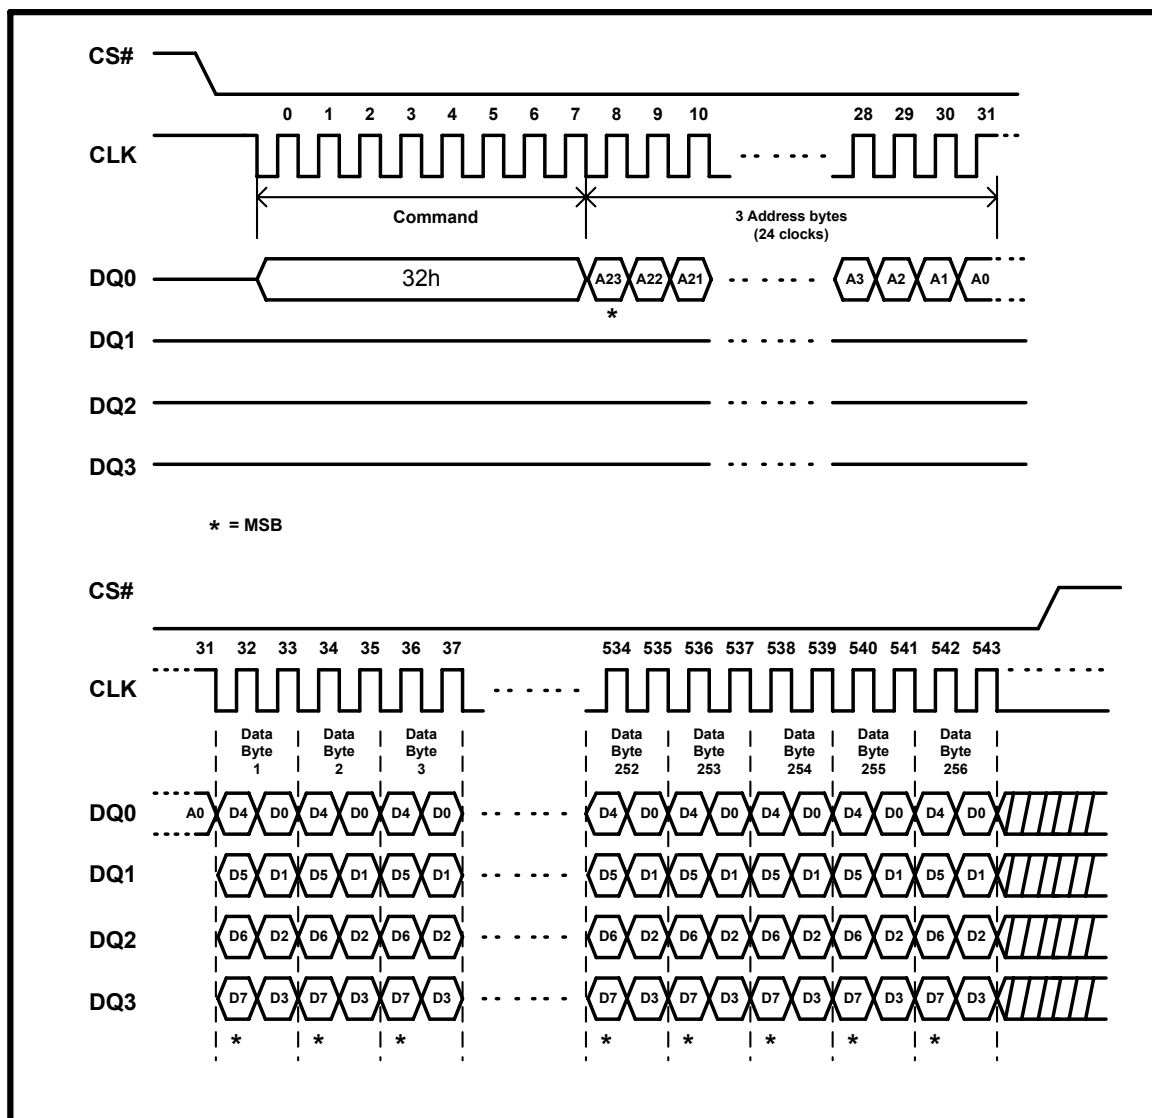 CS#
0 1 2 3 4 5 6 7 8 9 10 28 29 30 31
CLK
Command
3 Address bytes
(24 clocks)
DQ0 32h A23 A22 A21 A3 A2 A1 A0
*
DQ1
DQ2
DQ3
* = MSB
CS#
31 32 33 34 35 36 37 534 535 536 537 538 539 540 541 542 543
CLK
Data Data Data Data Data Data Data Data
Byte Byte Byte Byte Byte Byte Byte Byte
1 2 3 252 253 254 255 256
DQ0 A0 D4 D0 D4 D0 D4 D0 D4 D0 D4 D0 D4 D0 D4 D0 D4 D0
DQ1 D5 D1 D5 D1 D5 D1 D5 D1 D5 D1 D5 D1 D5 D1 D5 D1
DQ2 D6 D2 D6 D2 D6 D2 D6 D2 D6 D2 D6 D2 D6 D2 D6 D2
DQ3 D7 D3 D7 D3 D7 D3 D7 D3 D7 D3 D7 D3 D7 D3 D7 D3
* * * * * * * *